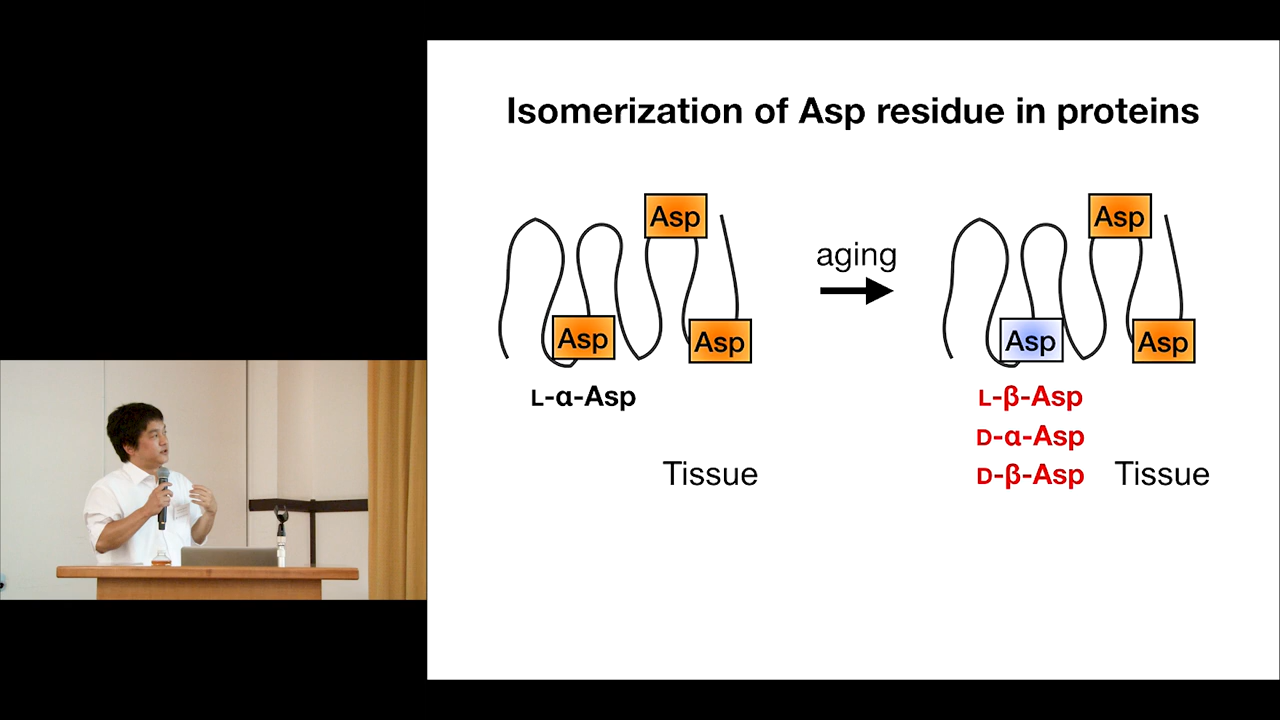 Isomerization of Asp residue in proteins
Asp
Asp
Asp
L-α-Asp
Tissue
aging
Asp
Asp
Asp
L-β-Asp
D-α-Asp
D-β-Asp
Tissue